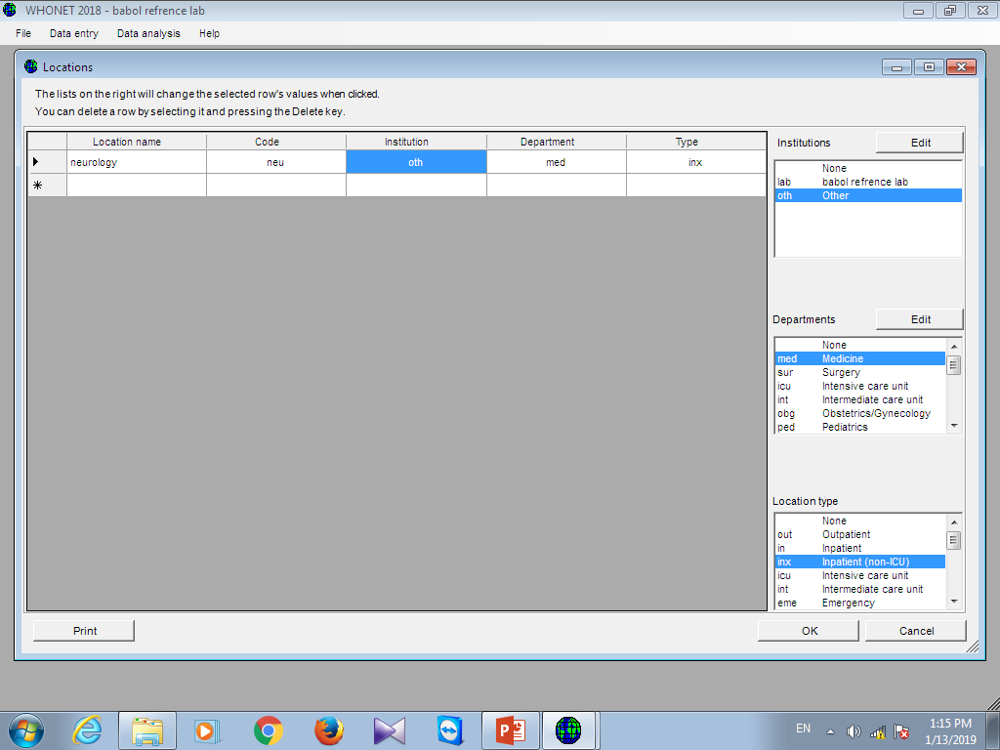 WHONET 2018 - babol refrence lab
File Data entry Data analysis Help
Locations
The lists on the right will change the selected row's values when clicked.
You can delete a row by selecting it and pressing the Delete key.
Location name Code Institution Department Type
neurology neu oth med inx
Institutions Edit
None
lab babol refrence lab
oth Other
Departments Edit
None
med Medicine
sur Surgery
icu Intensive care unit
int Intermediate care unit
obg Obstetrics/Gynecology
ped Pediatrics
Location type
None
out Outpatient
in Inpatient
inx Inpatient (non-ICU)
icu Intensive care unit
int Intermediate care unit
eme Emergency
Print OK Cancel
EN 1:15 PM
1/13/2019